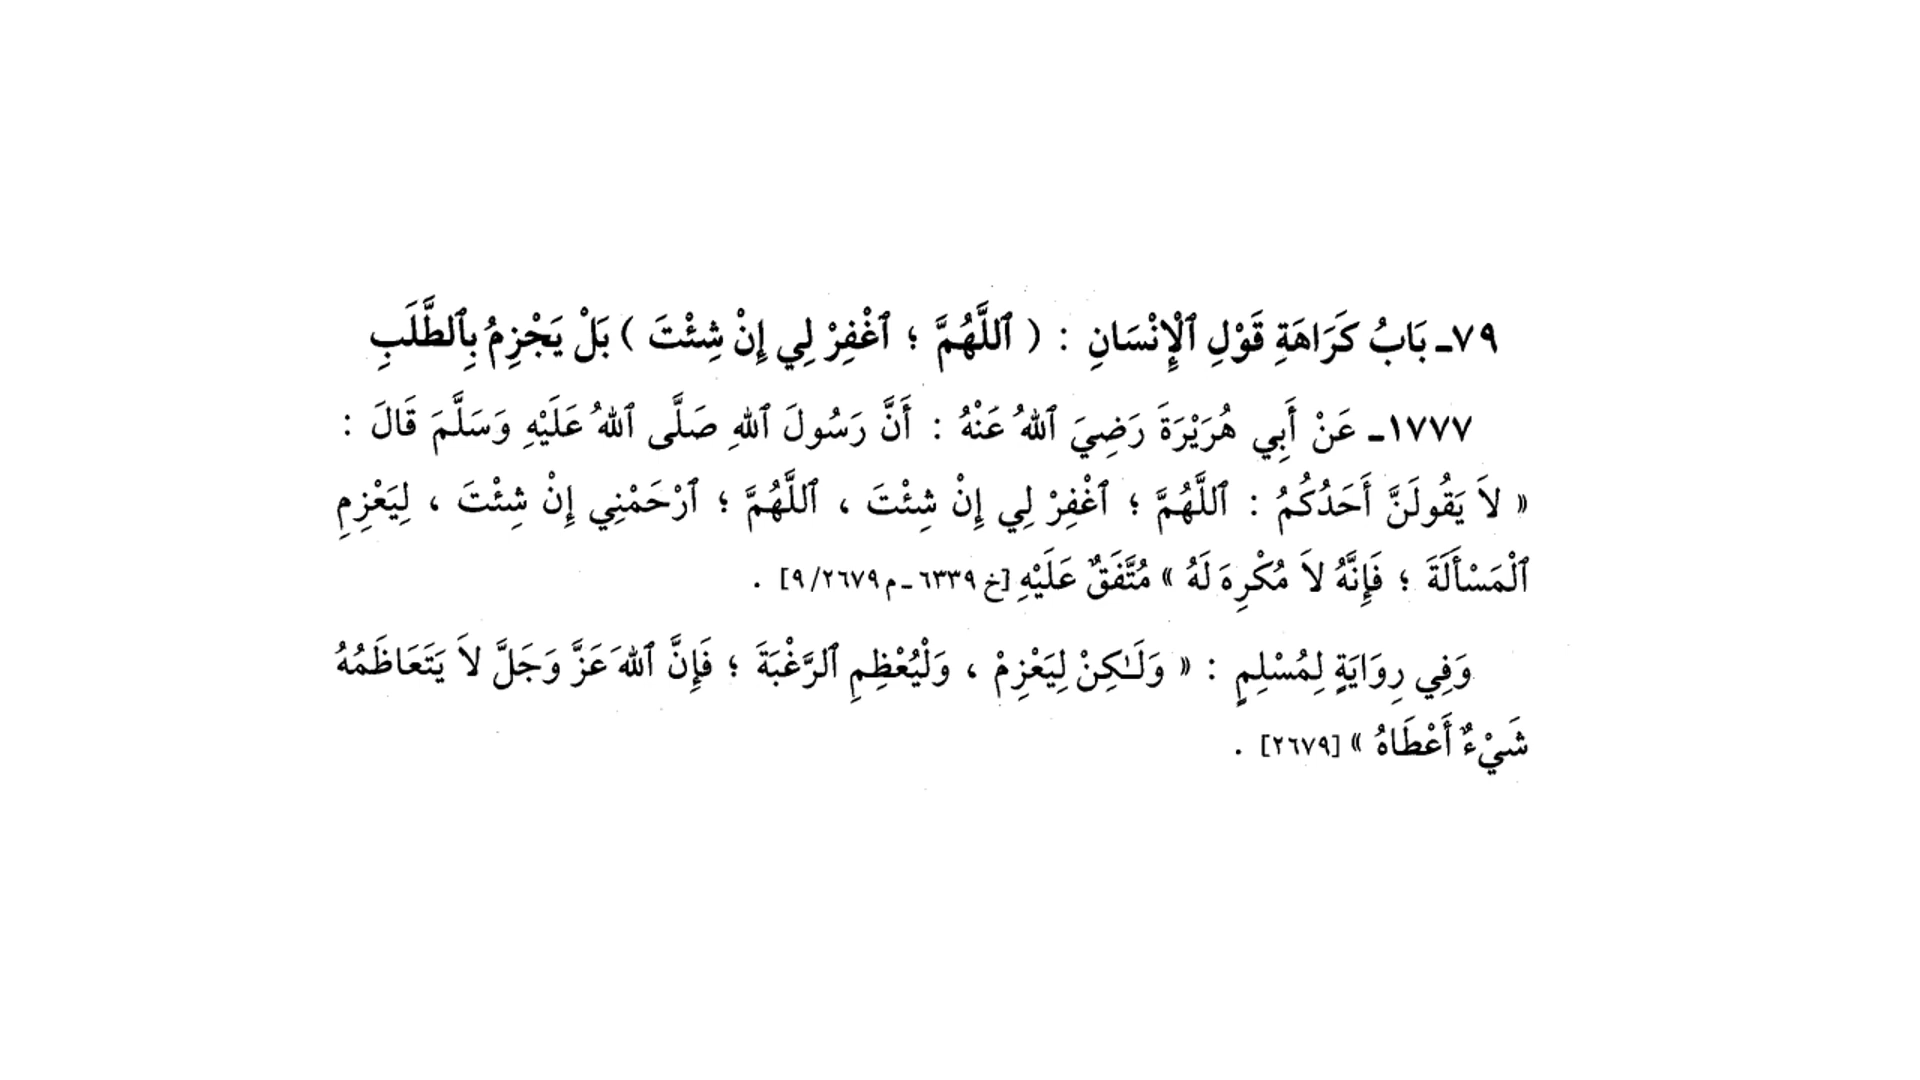 ٧٩ـ بَابُ كَرَاهَةِ قَوْلِ ٱلْإِنْسَانِ : ( ٱللَّهُمَّ ؛ ٱغْفِرْ لِي إِنْ شِئْتَ ) بَلْ يَجْزِمُ بِٱلطَّلَبِ
١٧٧٧ـ عَنْ أَبِي هُرَيْرَةَ رَضِيَ ٱللهُ عَنْهُ : أَنَّ رَسُولَ ٱللهِ صَلَّى ٱللهُ عَلَيْهِ وَسَلَّمَ قَالَ :
« لاَ يَقُولَنَّ أَحَدُكُمُ : ٱللَّهُمَّ ؛ ٱغْفِرْ لِي إِنْ شِئْتَ ، ٱللَّهُمَّ ؛ ٱرْحَمْنِي إِنْ شِئْتَ ، لِيَعْزِمِ
ٱلْمَسْأَلَةَ ؛ فَإِنَّهُ لاَ مُكْرِهَ لَهُ » مُتَّفَقٌ عَلَيْهِ [خ ٦٣٣٩ ـ م ٢٦٧٩/ ٩] .
وَفِي رِوَايَةٍ لِمُسْلِمٍ : « وَلَـٰكِنْ لِيَعْزِمْ ، وَلْيُعْظِمِ ٱلرَّغْبَةَ ؛ فَإِنَّ ٱللهَ عَزَّ وَجَلَّ لاَ يَتَعَاظَمُهُ
شَيْءٌ أَعْطَاهُ » [٢٦٧٩] .